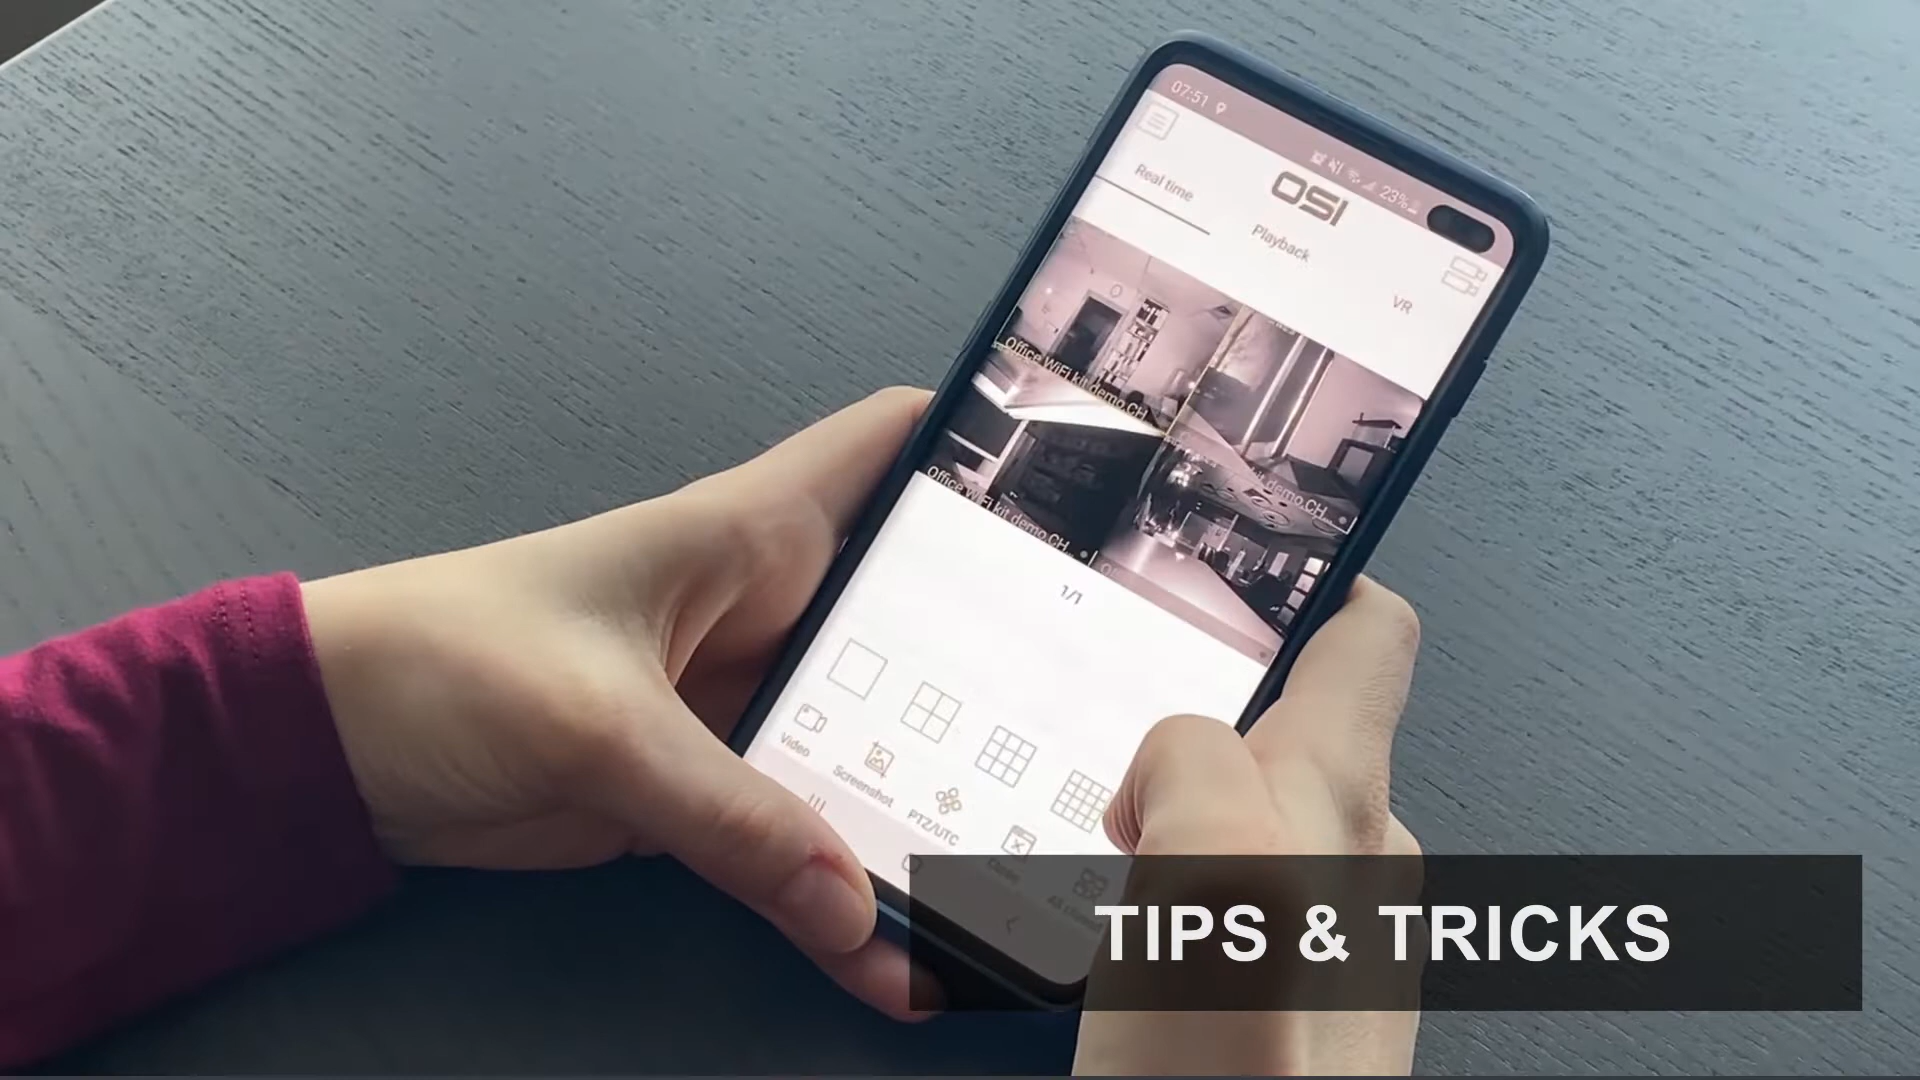 07:51
23%
OSI
Real time
Playback
VR
Office WiFi kit demo,CH
kit demo,CH...
Office WiFi kit demo,CH...
1/1
Video
Screenshot
PTZ/UTC
TIPS & TRICKS